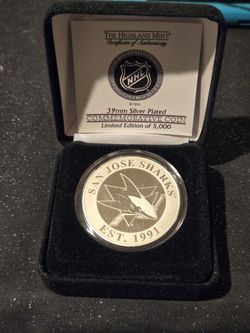 THE HIGHLAND MINT
Certificate of Authenticity
NHL
39mm Silver Plated
COMMEMORATIVE COIN
Limited Edition of 5,000
SAN JOSE SHARKS
EST. 1991